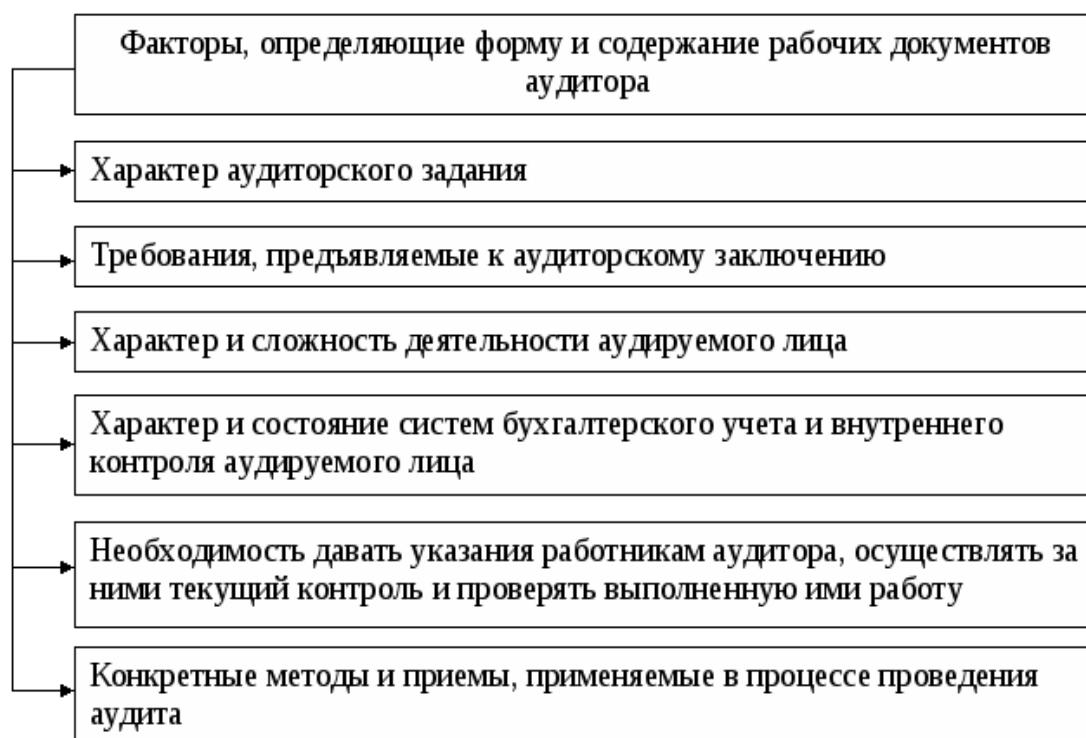 Факторы, определяющие форму и содержание рабочих документов
аудитора
Характер аудиторского задания
Требования, предъявляемые к аудиторскому заключению
Характер и сложность деятельности аудируемого лица
Характер и состояние систем бухгалтерского учета и внутреннего
контроля аудируемого лица
Необходимость давать указания работникам аудитора, осуществлять за
ними текущий контроль и проверять выполненную ими работу
Конкретные методы и приемы, применяемые в процессе проведения
аудита